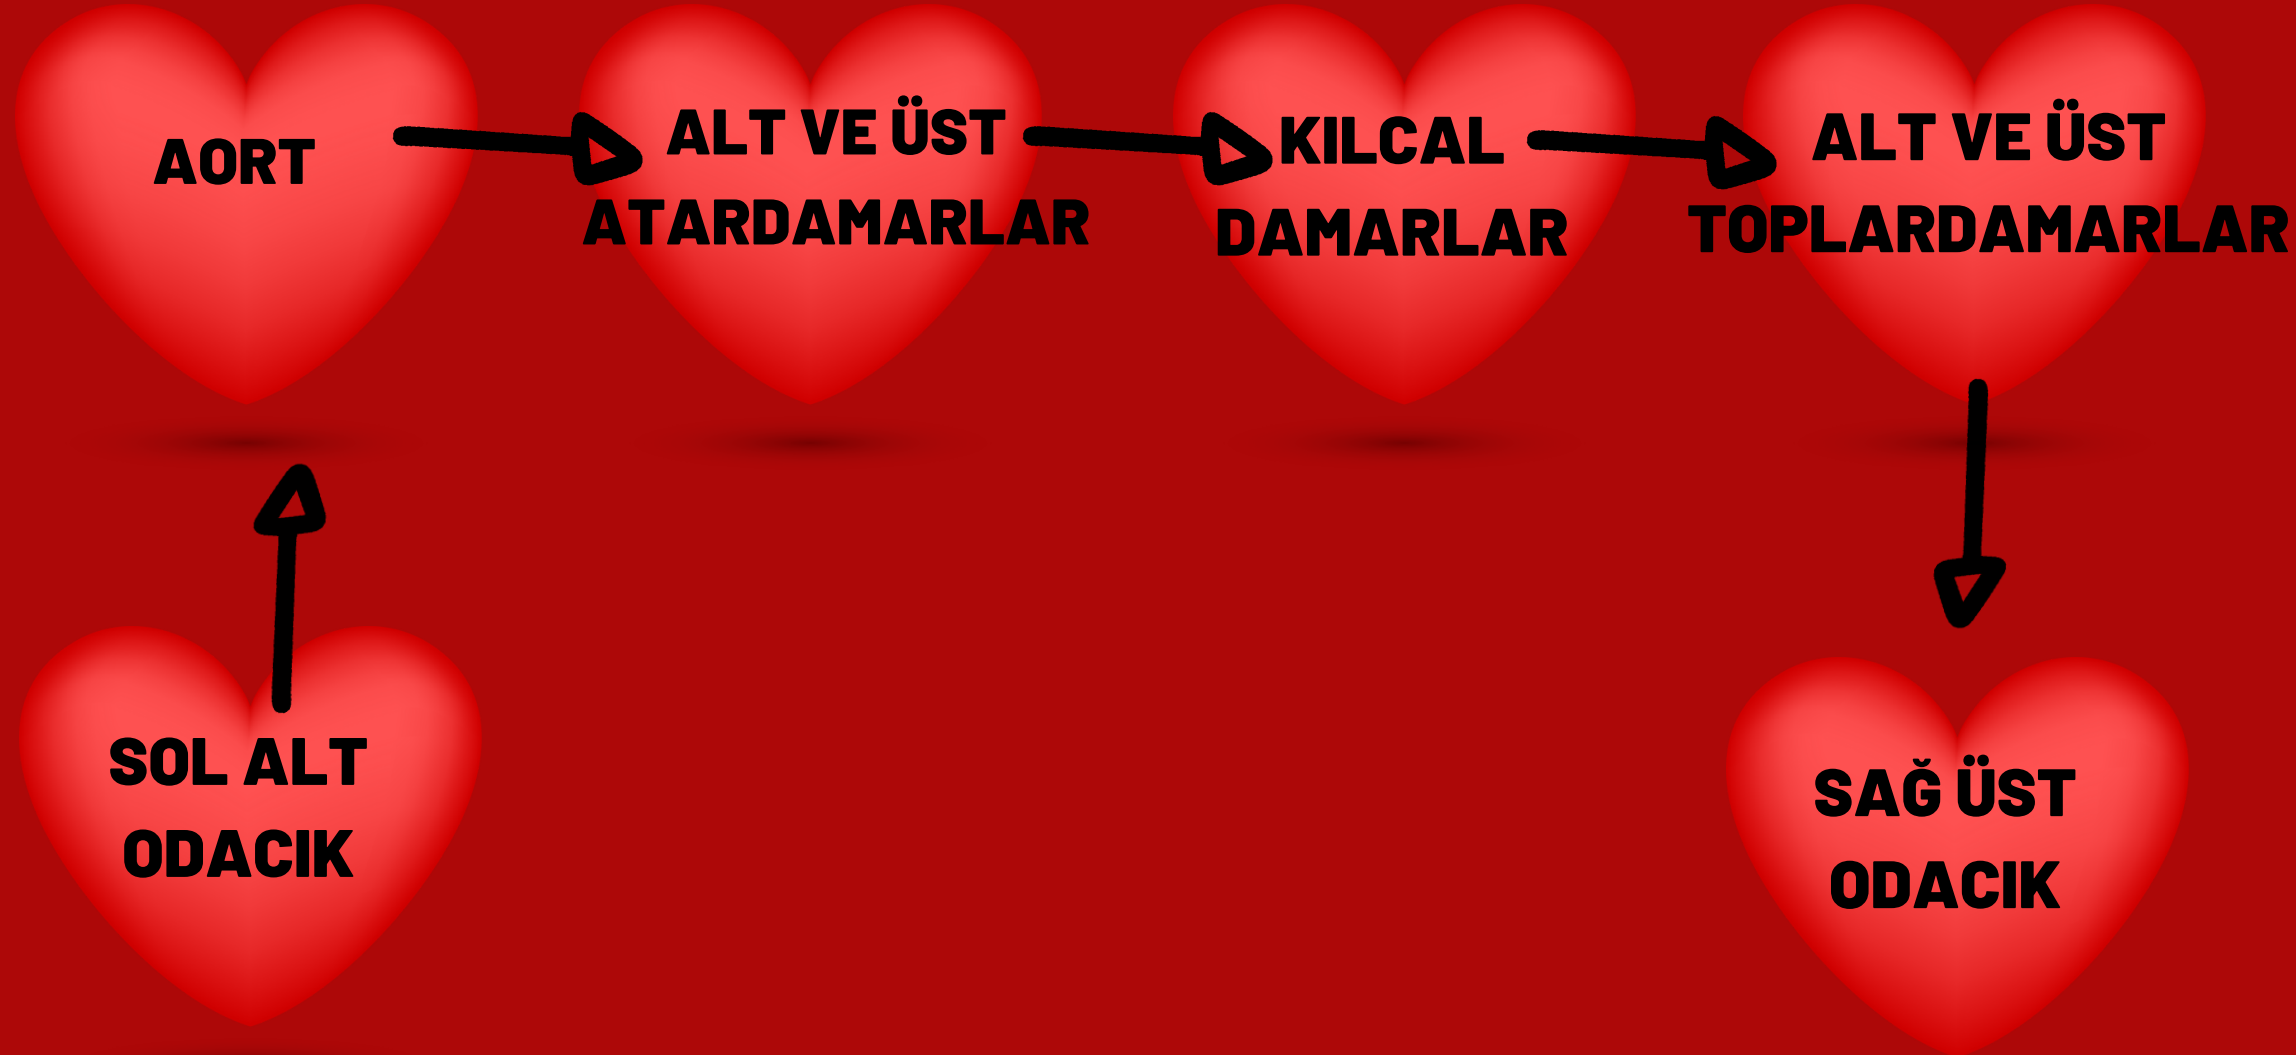 AORT
ALT VE ÜST
ATARDAMARLAR
KILCAL
DAMARLAR
ALT VE ÜST
TOPLARDAMARLAR
SOL ALT
ODACIK
SAĞ ÜST
ODACIK